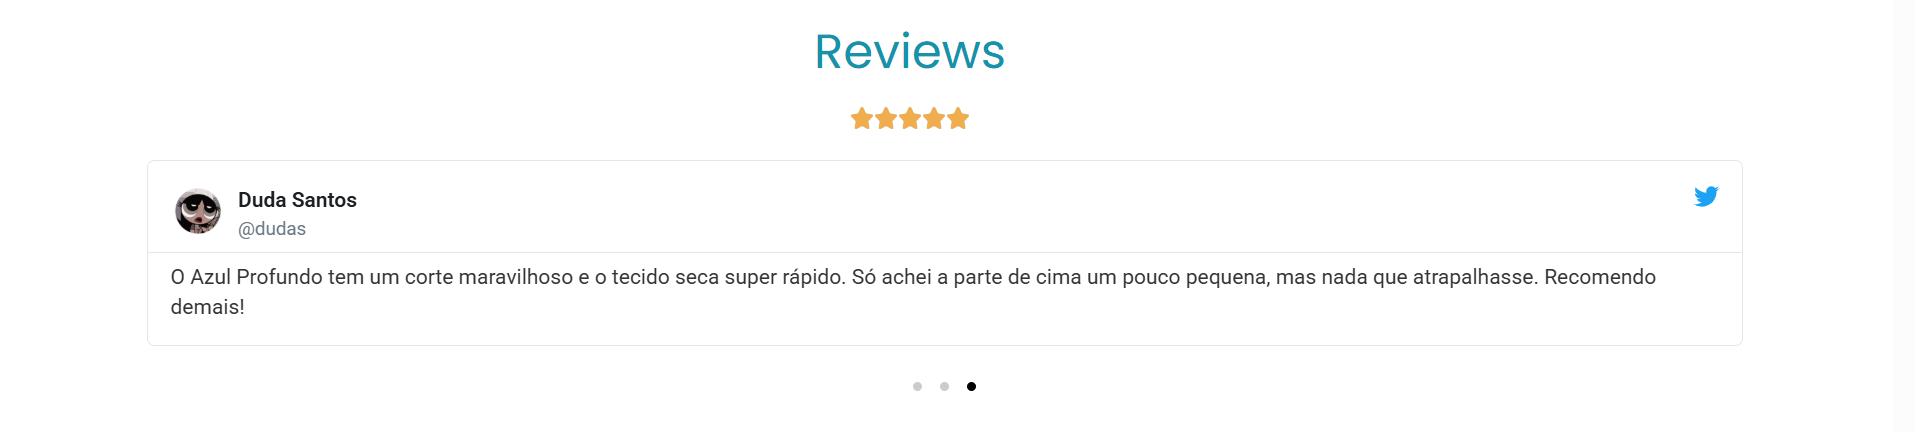 Reviews
Duda Santos
@dudas
O Azul Profundo tem um corte maravilhoso e o tecido seca super rápido. Só achei a parte de cima um pouco pequena, mas nada que atrapalhasse. Recomendo
demais!